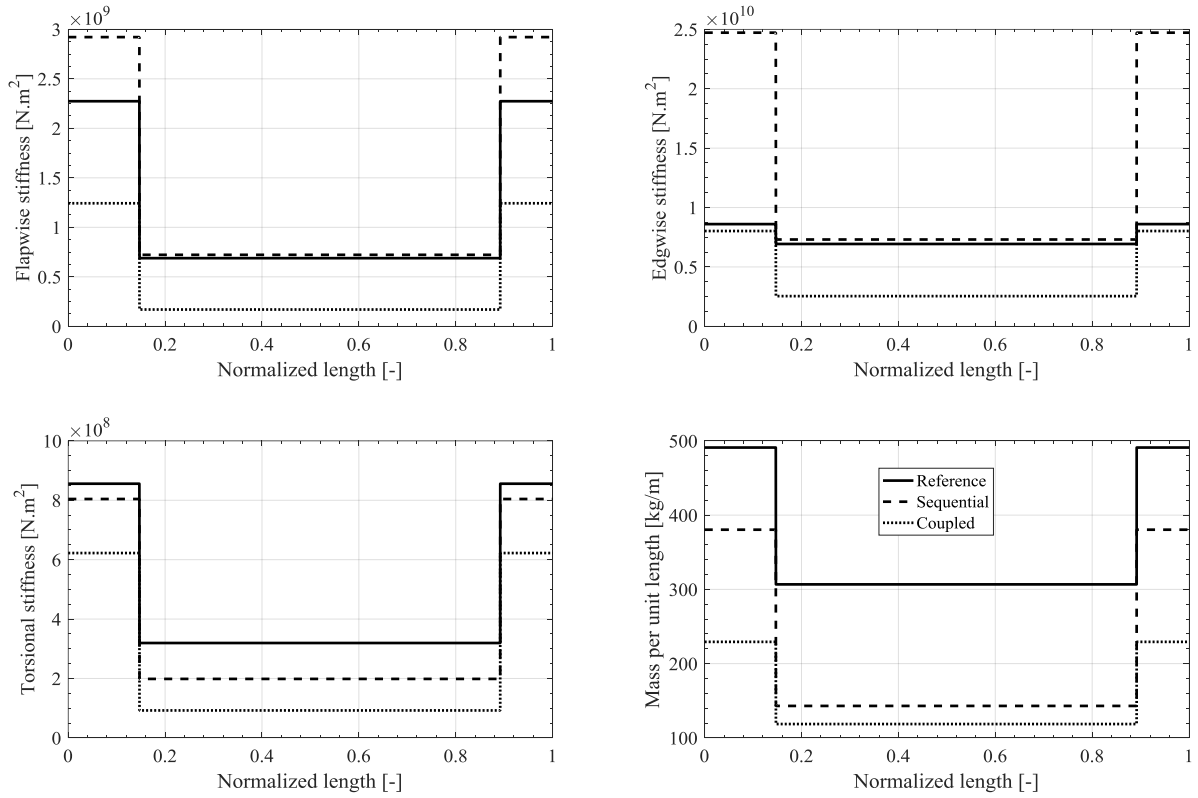 ×10^9
3
2.5
2
1.5
1
0.5
0
Flapwise stiffness [N.m^2]
0 0.2 0.4 0.6 0.8 1
Normalized length [-]
×10^10
2.5
2
1.5
1
0.5
0
Edgwise stiffness [N.m^2]
0 0.2 0.4 0.6 0.8 1
Normalized length [-]
×10^8
10
8
6
4
2
0
Torsional stiffness [N.m^2]
0 0.2 0.4 0.6 0.8 1
Normalized length [-]
500
400
300
200
100
Mass per unit length [kg/m]
Reference
Sequential
Coupled
0 0.2 0.4 0.6 0.8 1
Normalized length [-]